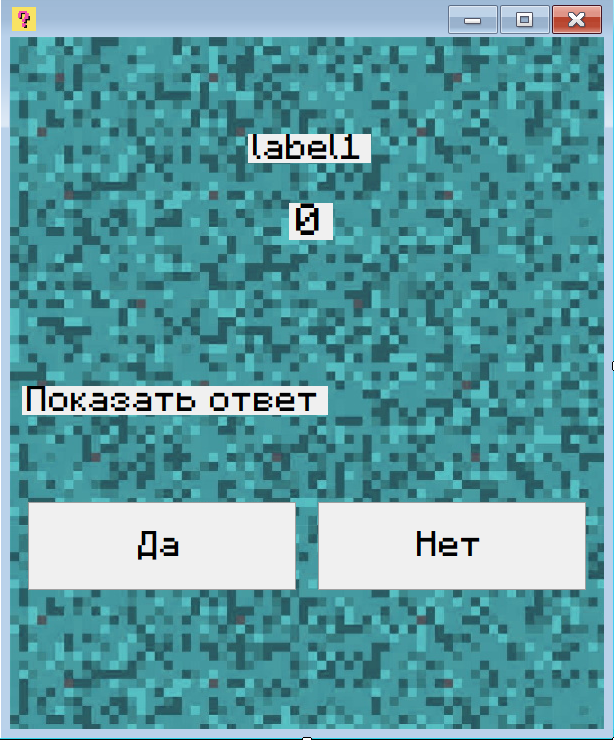 ?
label1
0
Показать ответ
Да
Нет